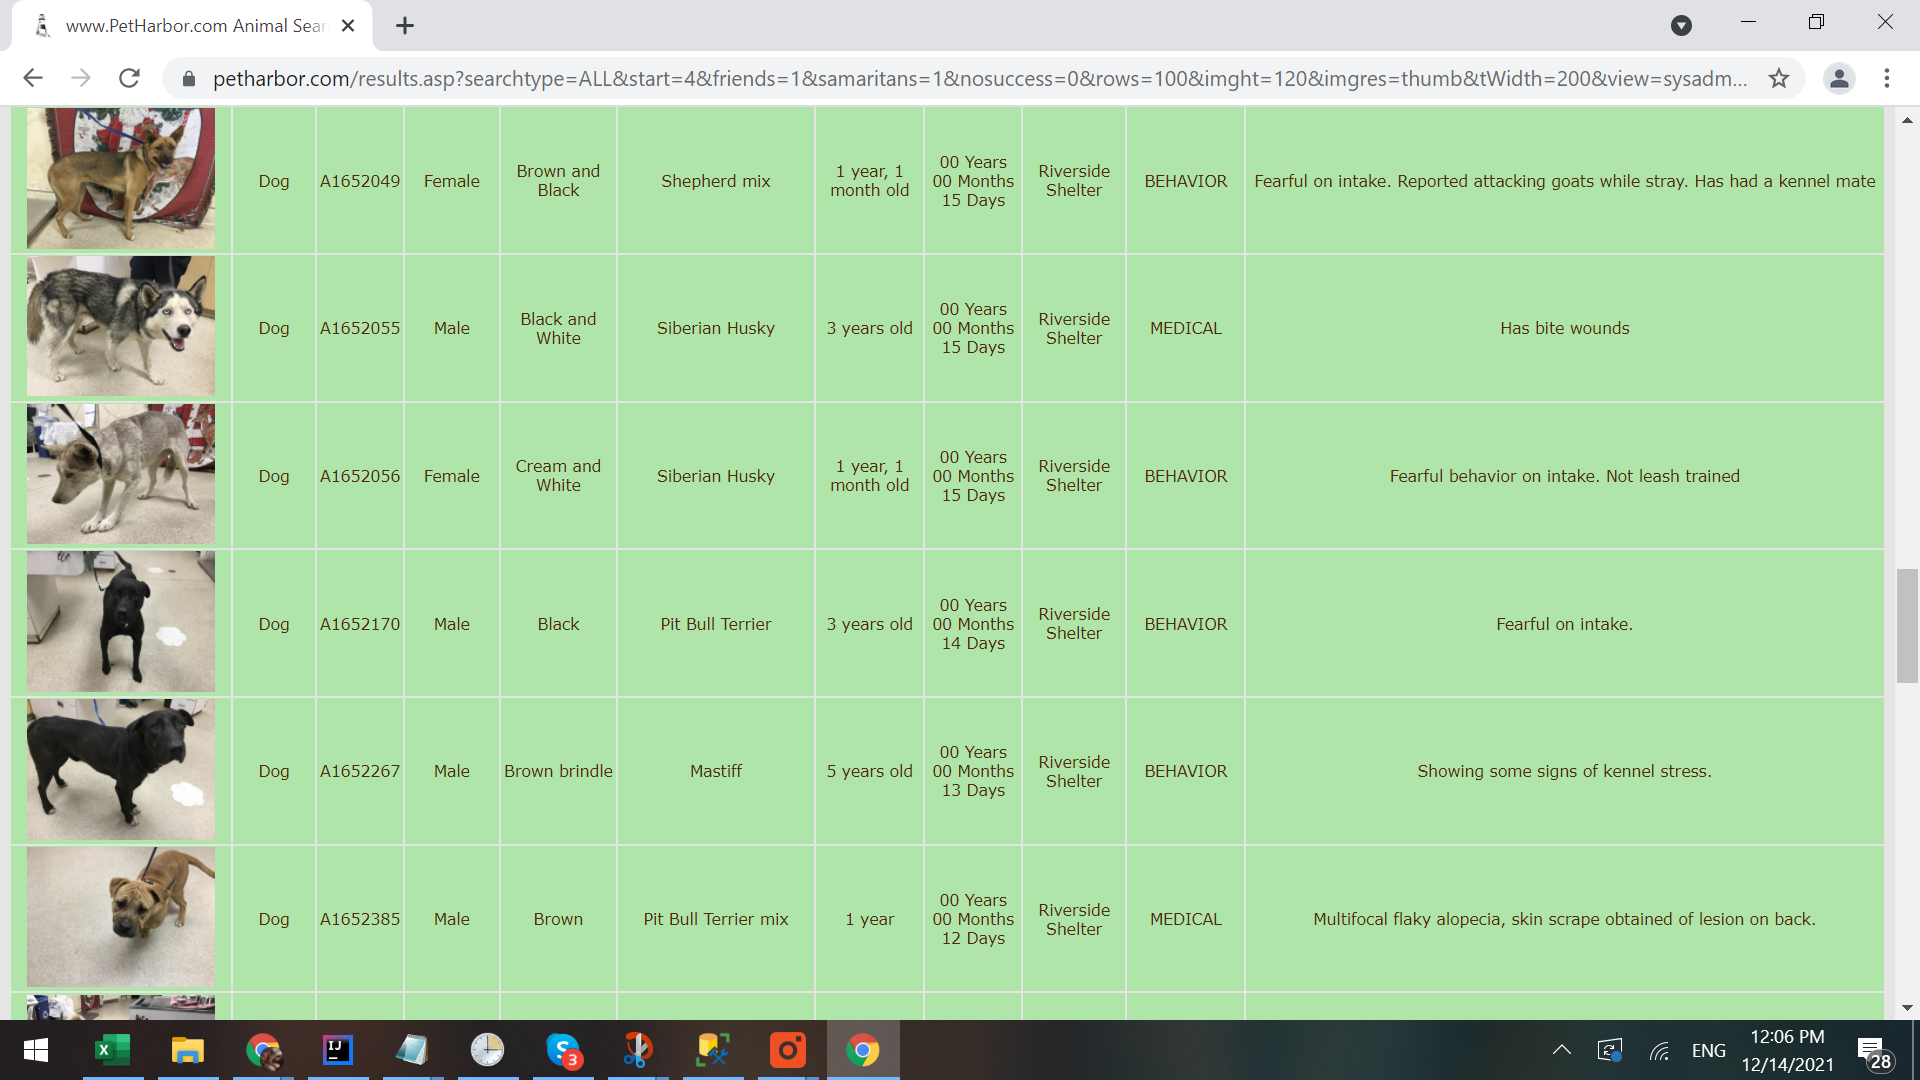 www.PetHarbor.com Animal Sear
petharbor.com/results.asp?searchtype=ALL&start=4&friends=1&samaritans=1&nosuccess=0&rows=100&imght=120&imgres=thumb&tWidth=200&view=sysadm...
Dog A1652049 Female Brown and Black Shepherd mix 1 year, 1 month old 00 Years 00 Months 15 Days Riverside Shelter BEHAVIOR Fearful on intake. Reported attacking goats while stray. Has had a kennel mate
Dog A1652055 Male Black and White Siberian Husky 3 years old 00 Years 00 Months 15 Days Riverside Shelter MEDICAL Has bite wounds
Dog A1652056 Female Cream and White Siberian Husky 1 year, 1 month old 00 Years 00 Months 15 Days Riverside Shelter BEHAVIOR Fearful behavior on intake. Not leash trained
Dog A1652170 Male Black Pit Bull Terrier 3 years old 00 Years 00 Months 14 Days Riverside Shelter BEHAVIOR Fearful on intake.
Dog A1652267 Male Brown brindle Mastiff 5 years old 00 Years 00 Months 13 Days Riverside Shelter BEHAVIOR Showing some signs of kennel stress.
Dog A1652385 Male Brown Pit Bull Terrier mix 1 year 00 Years 00 Months 12 Days Riverside Shelter MEDICAL Multifocal flaky alopecia, skin scrape obtained of lesion on back.
X IJ S 3 ENG 12:06 PM
12/14/2021 28